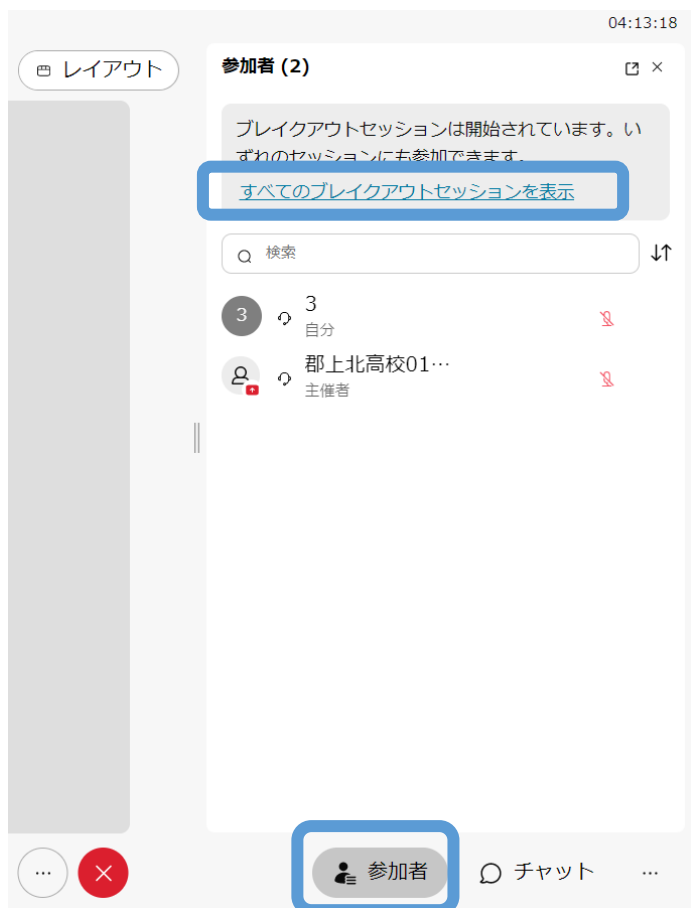 04:13:18
レイアウト
参加者 (2)
ブレイクアウトセッションは開始されています。い
ずれのセッションにも参加できます。
すべてのブレイクアウトセッションを表示
検索
3
3
自分
郡上北高校01…
主催者
参加者
チャット